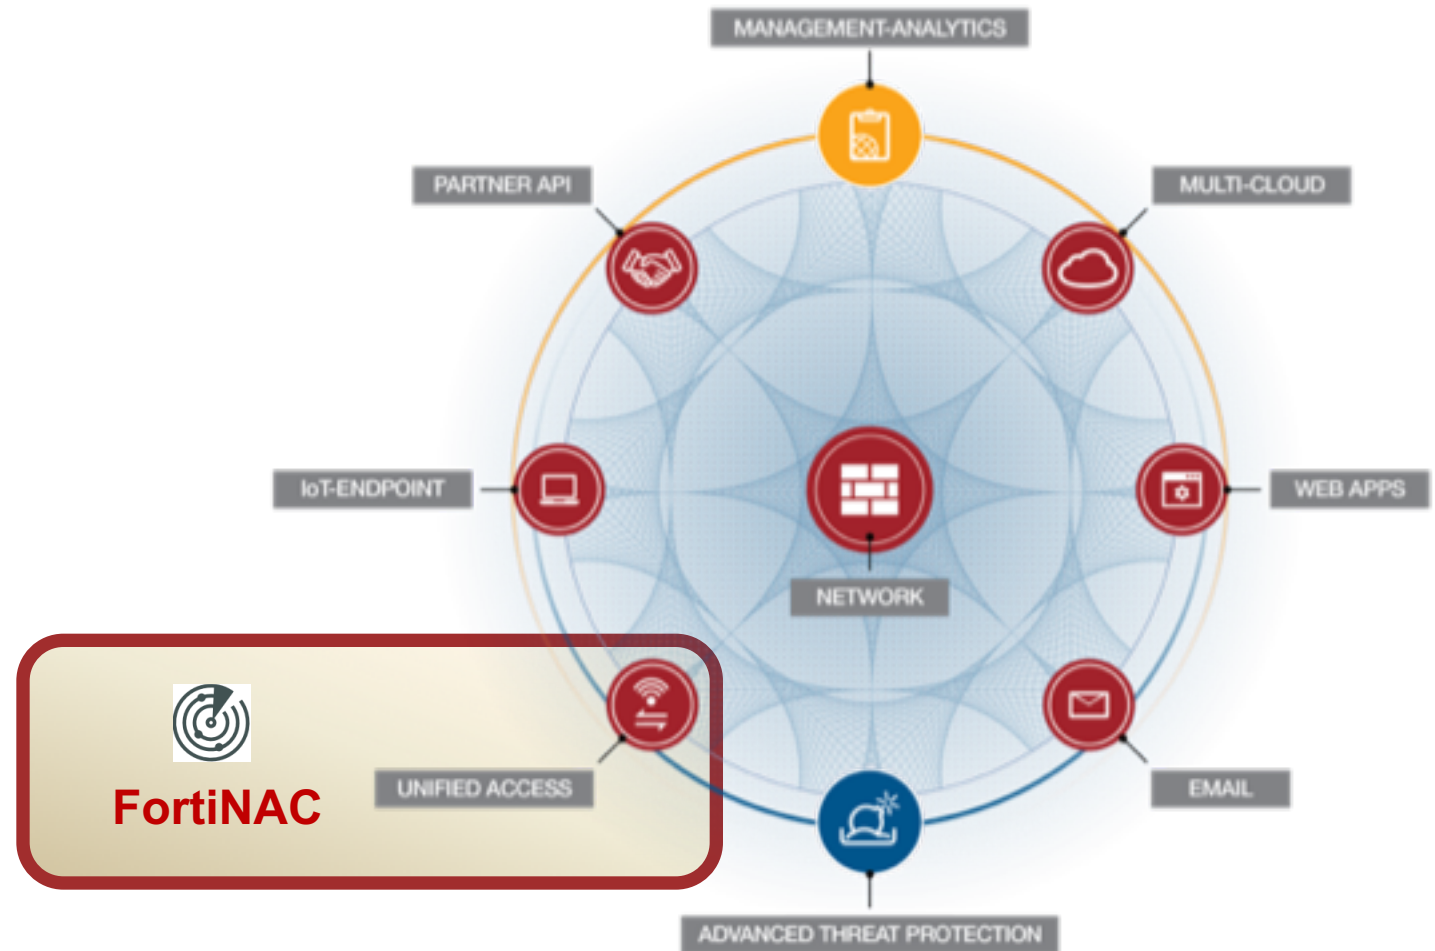 MANAGEMENT-ANALYTICS
PARTNER API
MULTI-CLOUD
IoT-ENDPOINT
WEB APPS
NETWORK
UNIFIED ACCESS
FortiNAC
EMAIL
ADVANCED THREAT PROTECTION